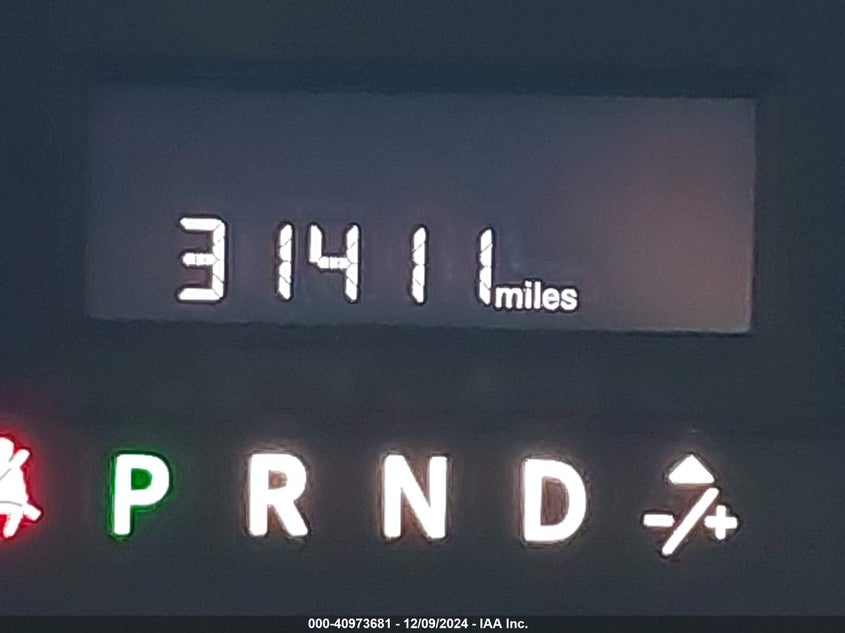 31411 miles
P R N D
000-40973681 - 12/09/2024 - IAA Inc.